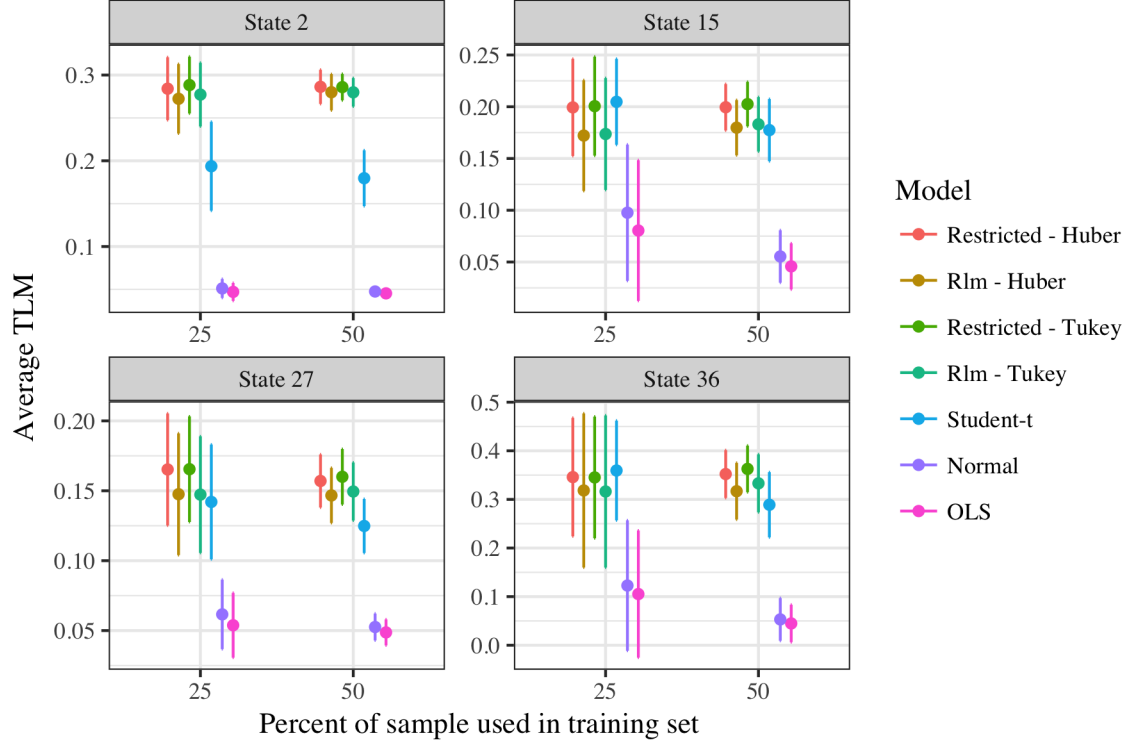 State 2
State 15
0.3
0.2
0.1
0.25
0.20
0.15
0.10
0.05
25
50
25
50
State 27
State 36
0.20
0.15
0.10
0.05
0.5
0.4
0.3
0.2
0.1
0.0
25
50
25
50
Average TLM
Percent of sample used in training set
Model
Restricted - Huber
Rlm - Huber
Restricted - Tukey
Rlm - Tukey
Student-t
Normal
OLS